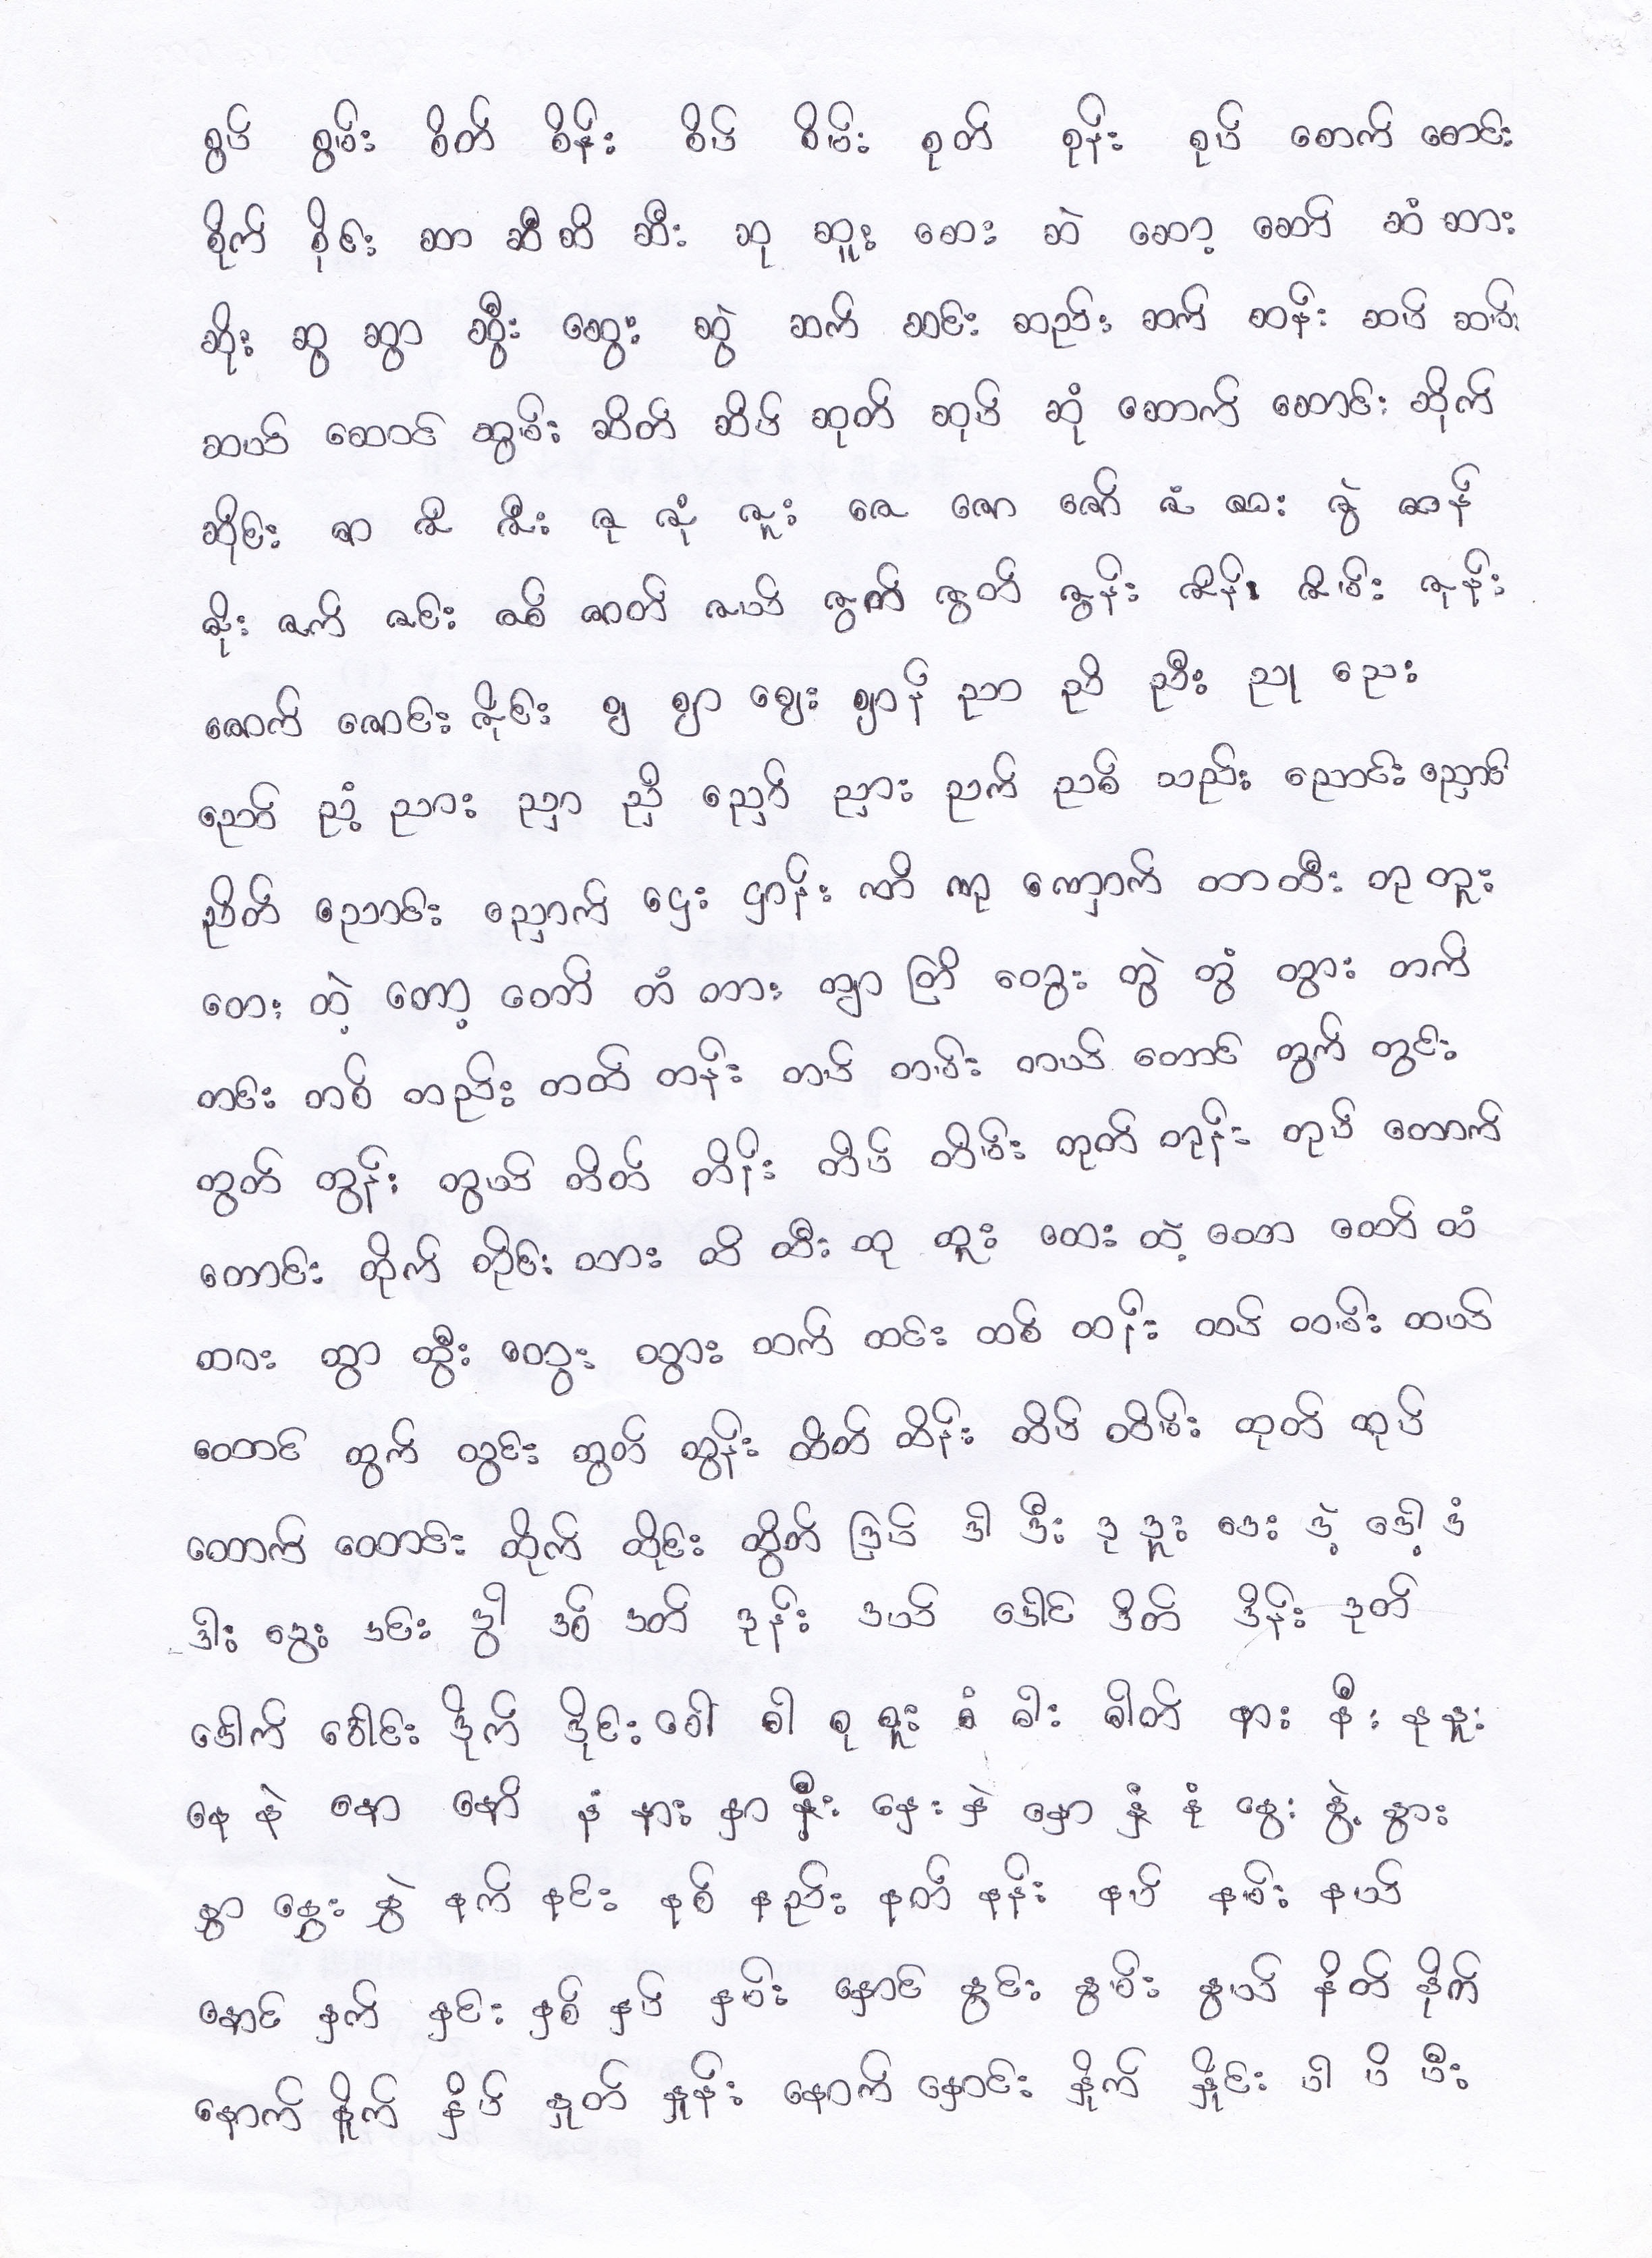 စွပ် စွမ်း စိတ် စိန်း စိပ် စိမ်း စုတ် စုန်း စုပ် စောက် စောင်း
စိုက် စိုင်း ဆာ ဆီ ဆိ ဆီး ဆု ဆူး ဆေး ဆဲ ဆော့ ဆော် ဆံ ဆား
ဆိုး ဆွ ဆွာ ဆွီး ဆွေး ဆွဲ ဆက် ဆင်း ဆည်း ဆက် ဆန်း ဆပ် ဆမ်း
ဆယ် ဆောင် ဆွမ်း ဆိတ် ဆိပ် ဆုတ် ဆုပ် ဆုံ ဆောက် ဆောင်း ဆိုက်
ဆိုင်း ဇာ ဇီ ဇီး ဇု ဇုံ ဇူး ဇေ ဇော ဇော် ဇံ ဇား ဇွဲ ဇာန်
ဇိုး ဇက် ဇင်း ဇစ် ဇာတ် ဇယ် ဇွက် ဇွတ် ဇွန်း ဇိန်း ဇိမ်း ဇုန်း
ဇောက် ဇောင်း ဇိုင်း ဈ ဈာ ဈေး ဈာန် ညာ ညိ ညီး ညု ညေး
ညော် ညံ့ ညား ညှာ ညှိ ညှော် ညှား ညက် ညစ် ညည်း ညောင်း ညှောင်
ညိတ် ညောင်း ညှောက် ဌေး ဌာန်း ဏိ ဏု ဏှောက် တာ တီး တု တူး
တေး တဲ့ တော့ တော် တံ တား တျာ တြိ တွေး တွဲ တွံ တွား တက်
တင်း တစ် တည်း တတ် တန်း တပ် တမ်း တယ် တောင် တွက် တွင်း
တွတ် တွန်း တွယ် တိတ် တိန်း တိပ် တိမ်း တုတ် တုန်း တုပ် တောက်
တောင်း တိုက် တိုင်း ထား ထိ ထီး ထု ထူး ထေး ထဲ့ ထော ထော် ထံ
ထား ထွာ ထွီး ထွေး ထွား ထက် ထင်း ထစ် ထန်း ထပ် ထမ်း ထယ်
ထောင် ထွက် ထွင်း ထွတ် ထွန်း ထိတ် ထိန်း ထိပ် ထိမ်း ထုတ် ထုပ်
ထောက် ထောင်း ထိုက် ထိုင်း ထွိတ် ဒြပ် ဒါ ဒီး ဒု ဒူး ဒေး ဒဲ့ ဒေါ့ ဒံ
ဒါး ဒွေး ဒင်း ဒွါ ဒစ် ဒတ် ဒုန်း ဒယ် ဒေါင် ဒိတ် ဒိန်း ဒုတ်
ဒေါက် ဒေါင်း ဒိုက် ဒိုင်း ဓေါ ဓါ ဓု ဓူး ဓံ ဓါး ဓါတ် နား နီး နု နူး
နေ နဲ နော နော် နံ နား နှာ နှီး နှေး နှဲ နှော နှံ နုံ နွေး နွဲ့ နွား
နွှာ နွှေး နွှဲ နက် နင်း နစ် နည်း နတ် နန်း နပ် နမ်း နယ်
နောင် နှက် နှင်း နှစ် နှပ် နှမ်း နှောင် နွင်း နွမ်း နွယ် နိတ် နိုက်
နောက် နှိုက် နှိပ် နှုတ် နှုန်း နှောက် နှောင်း နှိုက် နှိုင်း ပါ ပိ ပီး